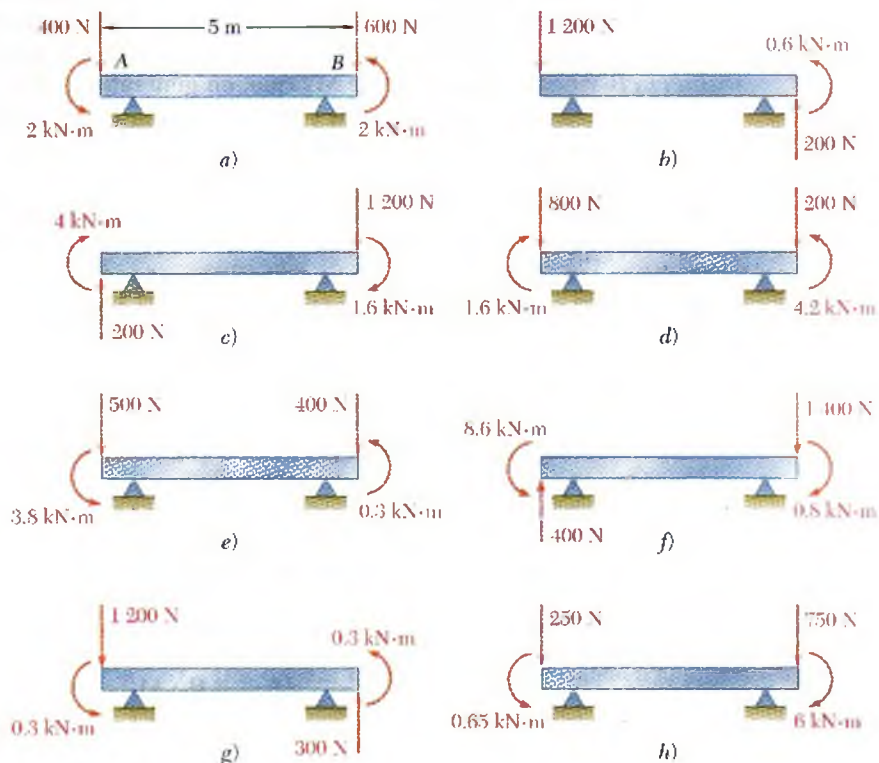 400 N
5 m
600 N
A
B
2 kN-m
2 kN-m
a)
1 200 N
0.6 kN-m
200 N
b)
4 kN-m
1 200 N
1.6 kN-m
200 N
c)
800 N
200 N
1.6 kN-m
4.2 kN-m
d)
500 N
400 N
3.8 kN-m
0.3 kN-m
e)
8.6 kN-m
1 400 N
0.8 kN-m
400 N
f)
1 200 N
0.3 kN-m
0.3 kN-m
300 N
g)
250 N
750 N
0.65 kN-m
6 kN-m
h)